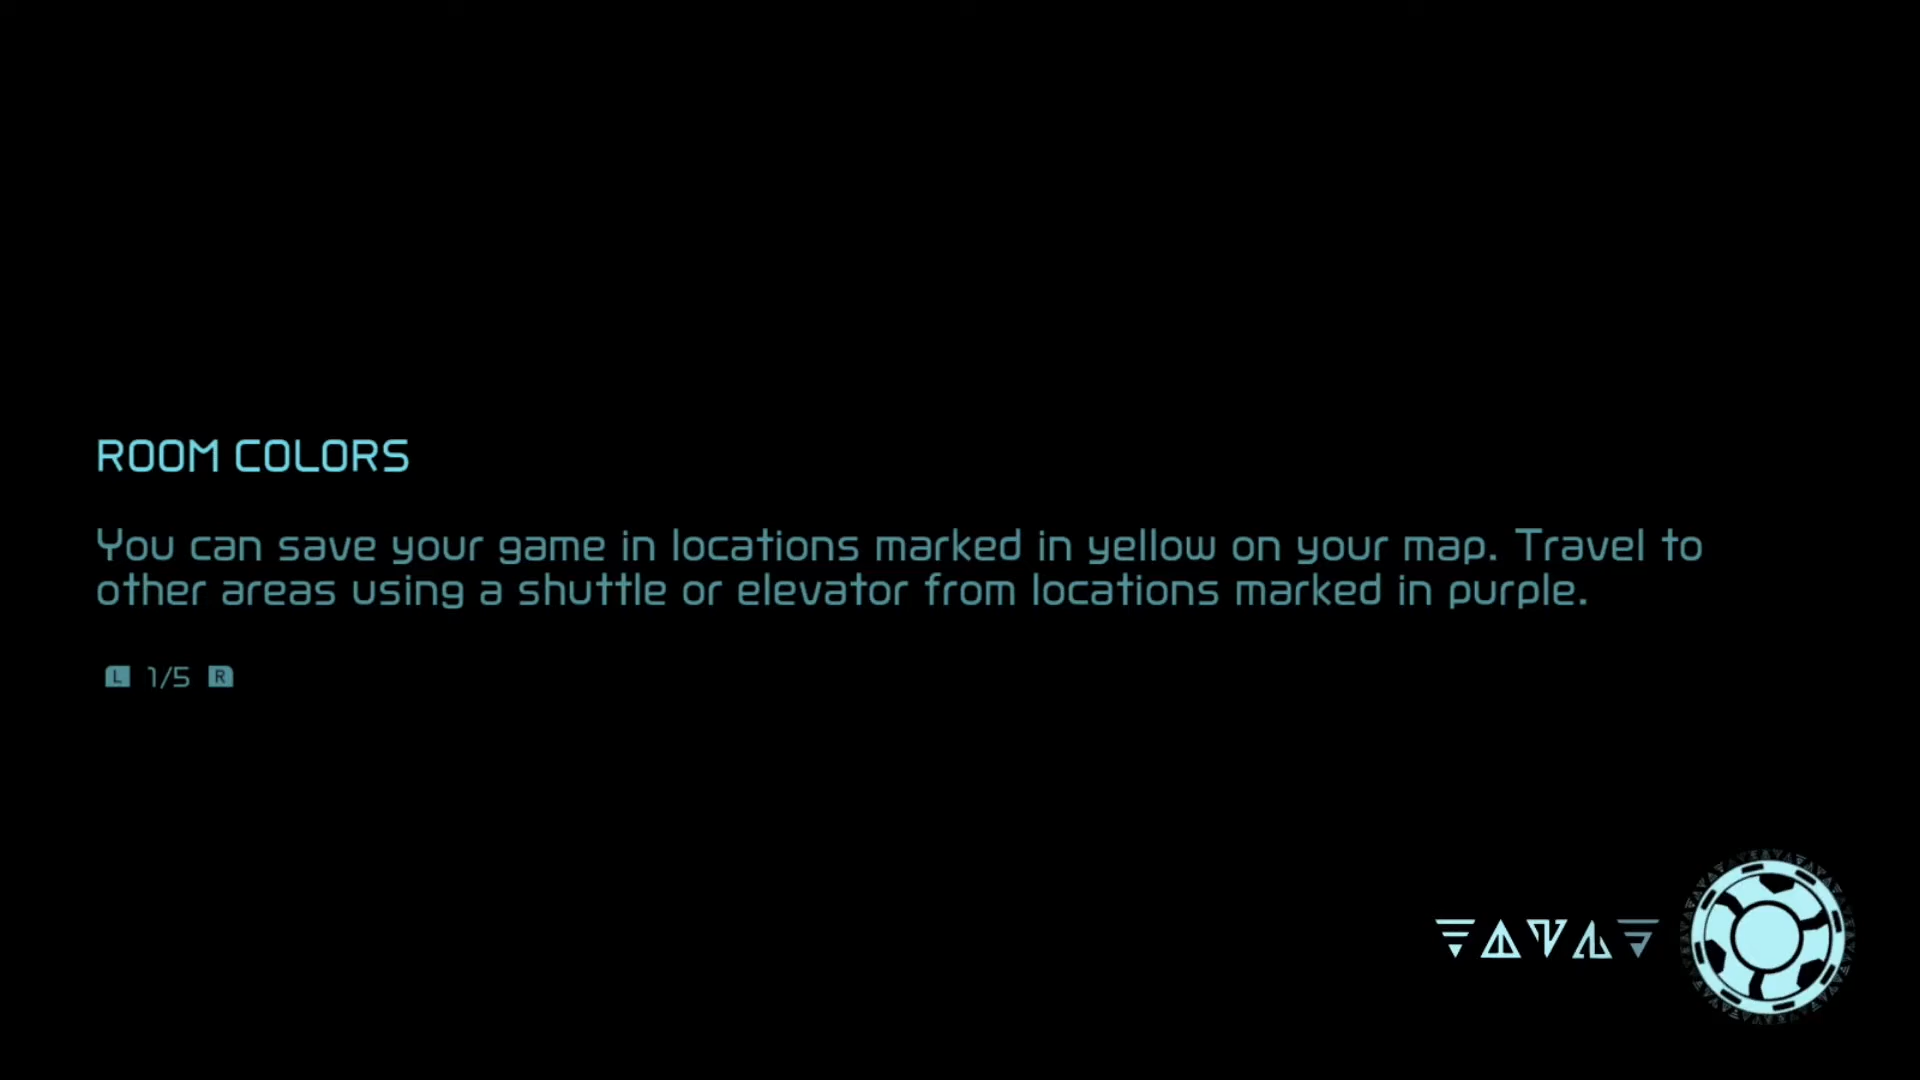 ROOM COLORS
You can save your game in locations marked in yellow on your map. Travel to
other areas using a shuttle or elevator from locations marked in purple.
L 1/5 R